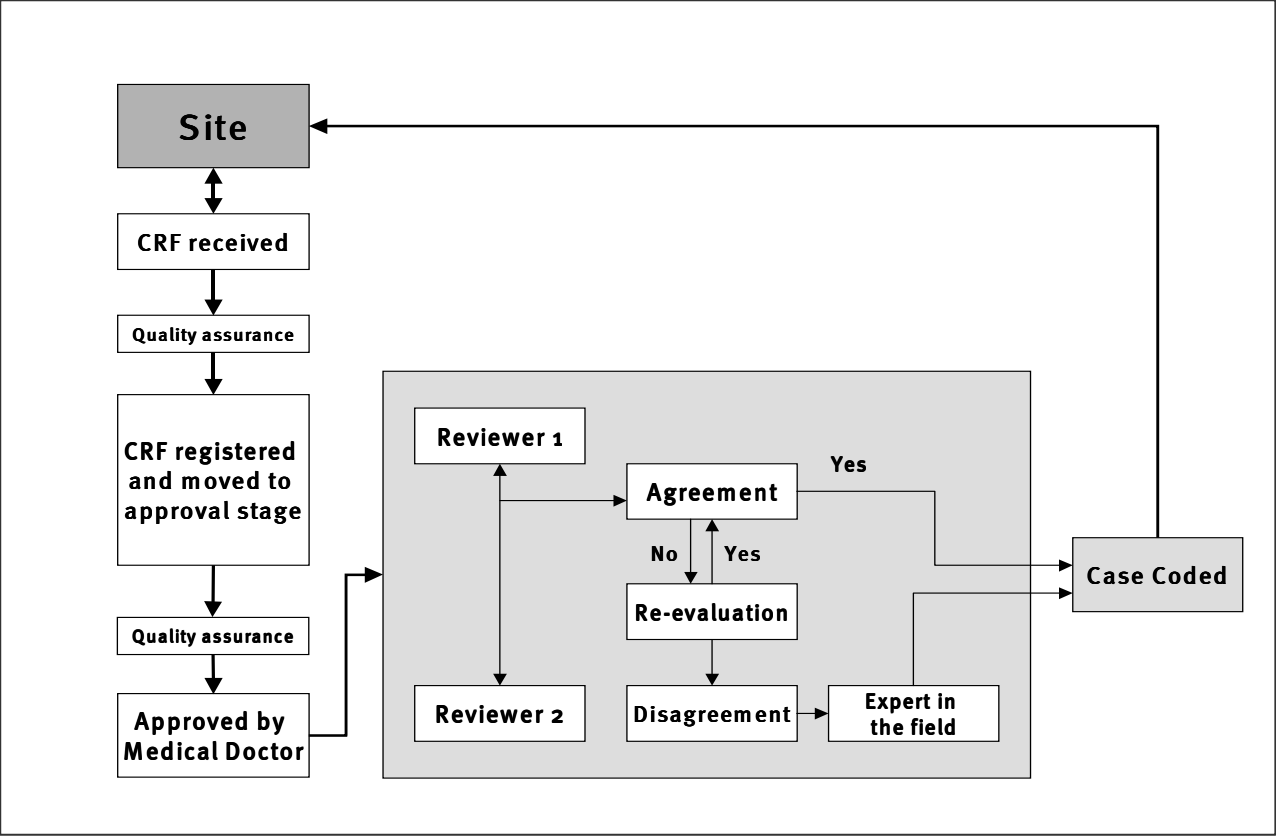 Site
CRF received
Quality assurance
CRF registered
and moved to
approval stage
Quality assurance
Approved by
Medical Doctor
Reviewer 1
Reviewer 2
Agreement
Yes
No
Yes
Re-evaluation
Disagreement
Expert in
the field
Case Coded